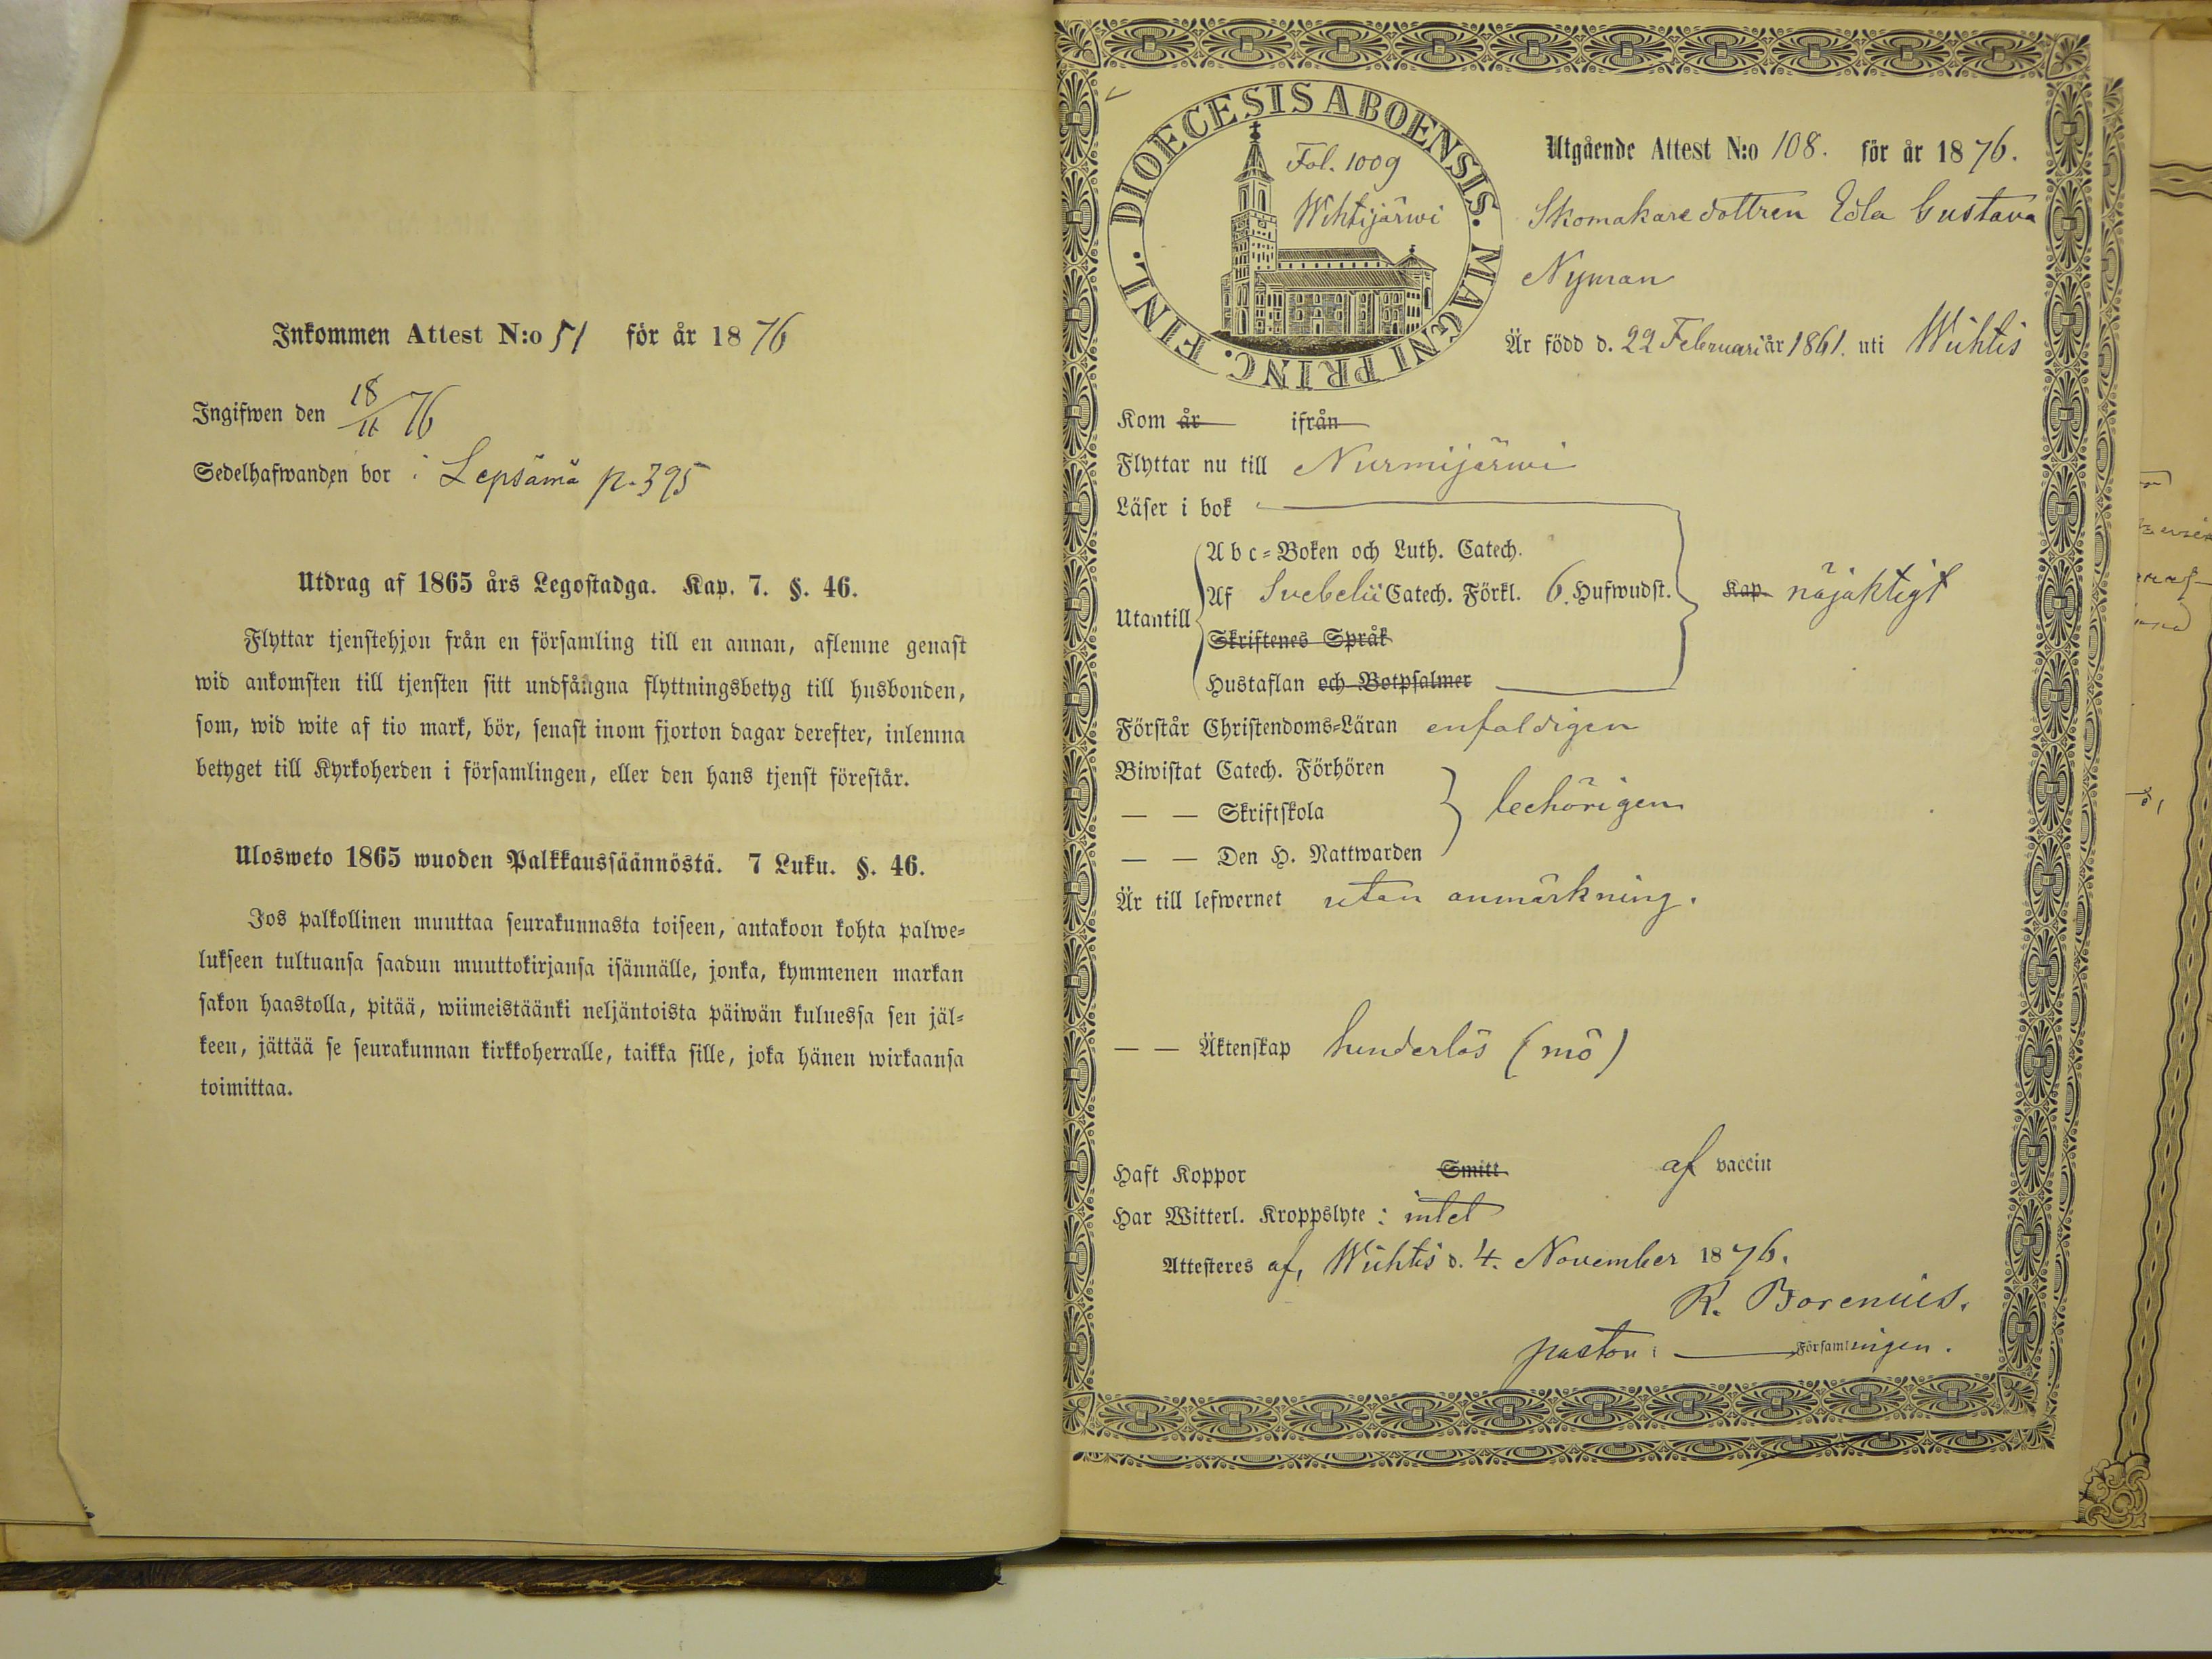 Inkommen Attest N:o 51 för år 1876
Ingifwen den 18/11 76
Sedelhafwanden bor i Lepsämä p. 395
Utdrag af 1865 års Legostadga. Kap. 7. §. 46.
Flyttar tjenstehjon från en församling till en annan, aflemne genast
wid ankomsten till tjensten sitt undfångna flyttningsbetyg till husbonden,
som, wid wite af tio mark, bör, senast inom fjorton dagar derefter, inlemna
betyget till Kyrkoherden i församlingen, eller den hans tjenst förestår.
Ulosweto 1865 wuoden Palkkaussäännöstä. 7 Luku. §. 46.
Jos palkollinen muuttaa seurakunnasta toiseen, antakoon kohta palwe-
lukseen tultuansa saadun muuttokirjansa isännälle, jonka, kymmenen markan
sakon haastolla, pitää, wiimeistäänki neljäntoista päiwän kuluessa sen jäl-
keen, jättää se seurakunnan kirkkoherralle, taikka sille, joka hänen wirkaansa
toimittaa.
DIOECESIS ABOENSIS. MAGNI PRINC. FINL.
Fol. 1009
Wihtijärwi
Utgående Attest N:o 108. för år 1876.
Skomakaredottren Edla Gustava
Nyman
Är född d. 22 Februari år 1861. uti Wichtis
Kom år ifrån
Flyttar nu till Nurmijärwi
Läser i bok
Utantill
Abc-Boken och Luth. Catech.
Af Svebelii Catech. Förkl. 6. Hufwudst. Kap. nöjaktigt
Skriftenes Språk
Hustaflan och Botpsalmer
Förstår Christendoms-Läran enfaldigen
Biwistat Catech. Förhören
— — Skriftskola behörigen
— — Den H. Nattwarden
Är till lefwernet utan anmärkning.
— — Äktenskap hinderlös (mö)
Haft Koppor Smitt af vaccin
Har Witterl. Kroppslyte: intet
Attesteres af, Wichtis d. 4. November 1876.
R. Borenius.
pastor i Församlingen.